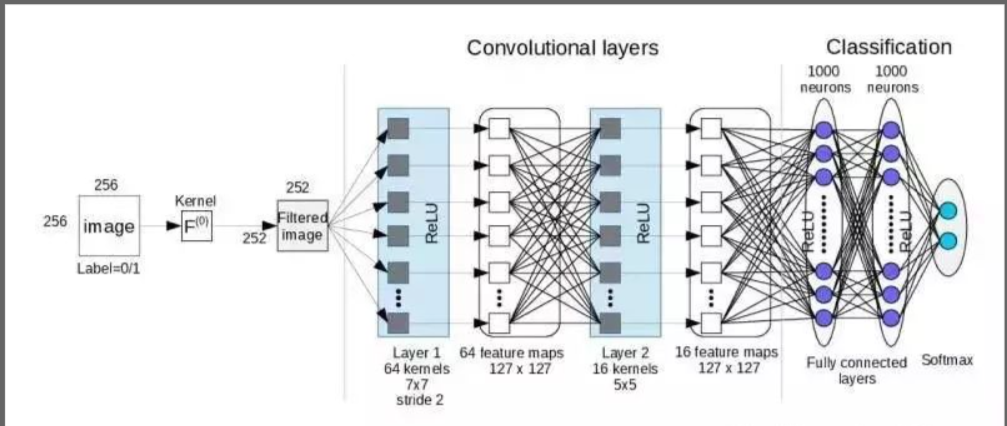 Convolutional layers
Classification
1000
neurons
1000
neurons
256
256
image
Label=0/1
Kernel
F(0)
252
252
Filtered
image
ReLU
ReLU
ReLU
ReLU
Layer 1
64 kernels
7x7
stride 2
64 feature maps
127 x 127
Layer 2
16 kernels
5x5
16 feature maps
127 x 127
Fully connected
layers
Softmax